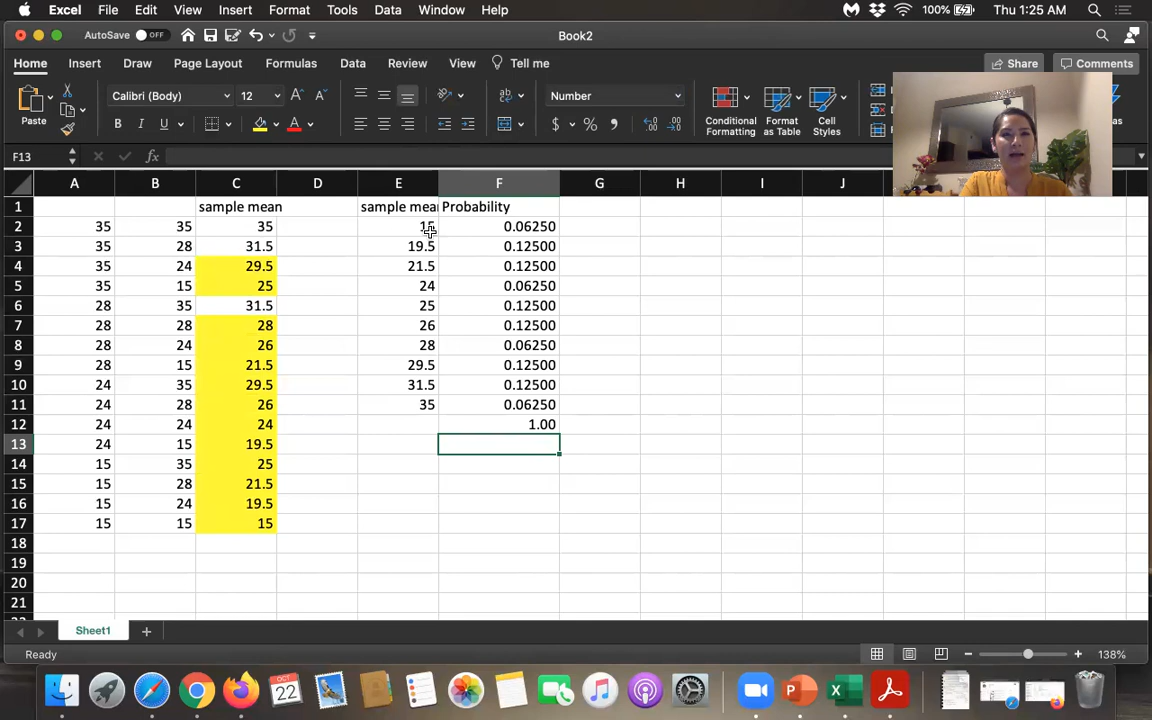 Excel File Edit View Insert Format Tools Data Window Help 100% Thu 1:25 AM
AutoSave OFF Book2
Home Insert Draw Page Layout Formulas Data Review View Tell me Share Comments
Paste Calibri (Body) 12 A A Number Conditional Formatting Format as Table Cell Styles
B I U A ab $ % 
F13 fx
A B C D E F G H I J
1 sample mean sample mean Probability
2 35 35 35 15 0.06250
3 35 28 31.5 19.5 0.12500
4 35 24 29.5 21.5 0.12500
5 35 15 25 24 0.06250
6 28 35 31.5 25 0.12500
7 28 28 28 26 0.12500
8 28 24 26 28 0.06250
9 28 15 21.5 29.5 0.12500
10 24 35 29.5 31.5 0.12500
11 24 28 26 35 0.06250
12 24 24 24 1.00
13 24 15 19.5
14 15 35 25
15 15 28 21.5
16 15 24 19.5
17 15 15 15
18
19
20
21
Sheet1
Ready 138%
OCT 22